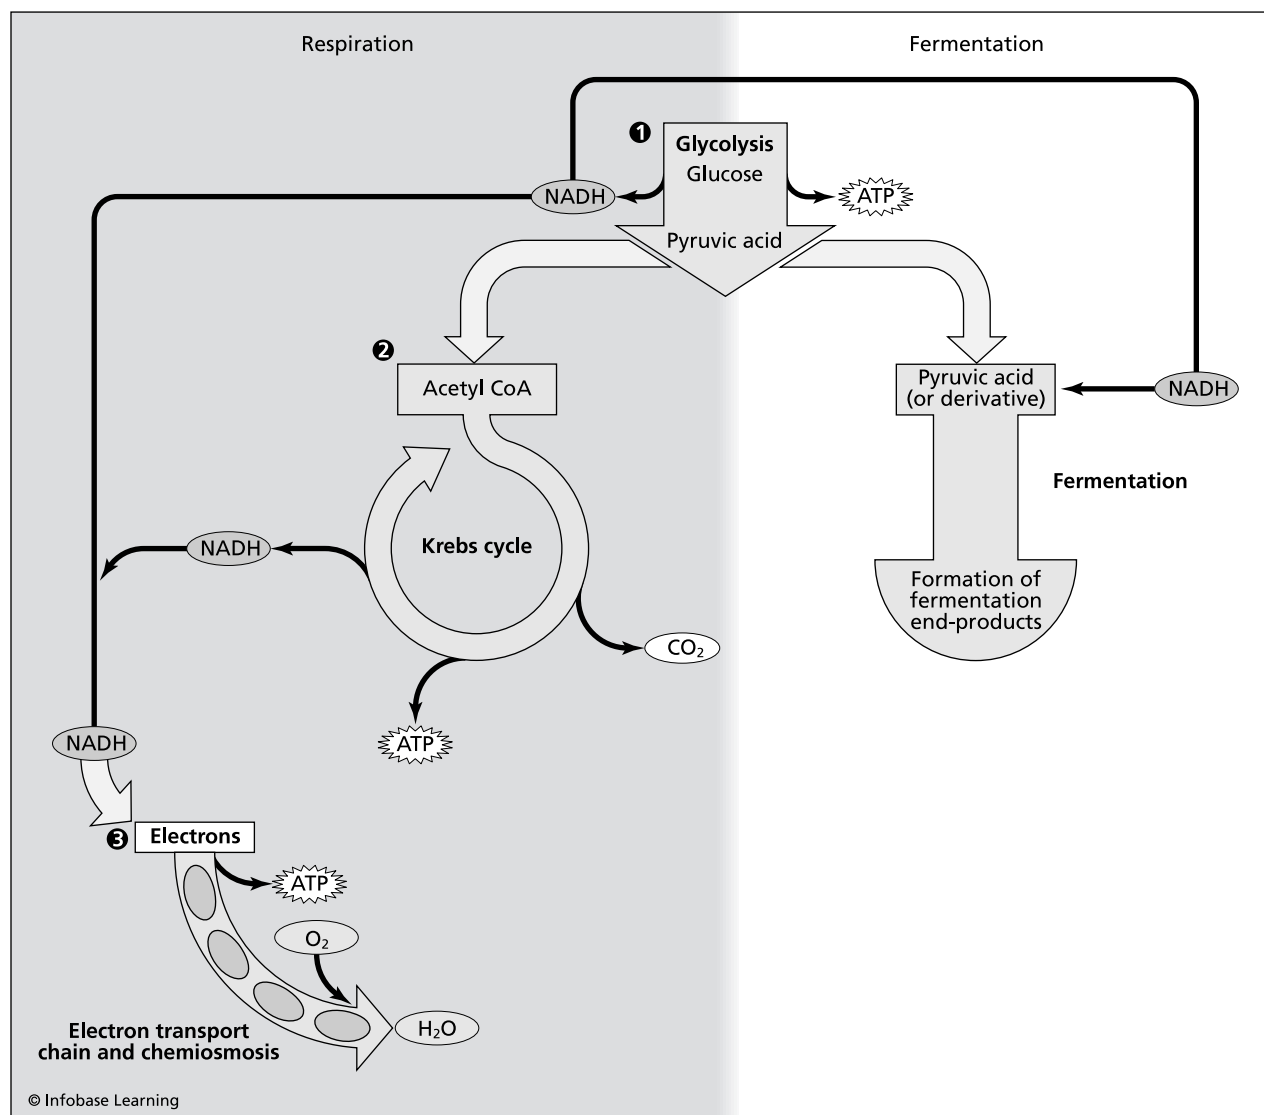 Respiration
Fermentation
1
Glycolysis
Glucose
NADH
ATP
Pyruvic acid
2
Acetyl CoA
Pyruvic acid
(or derivative)
NADH
Fermentation
Krebs cycle
NADH
Formation of
fermentation
end-products
CO₂
NADH
ATP
3
Electrons
ATP
O₂
H₂O
Electron transport
chain and chemiosmosis
© Infobase Learning